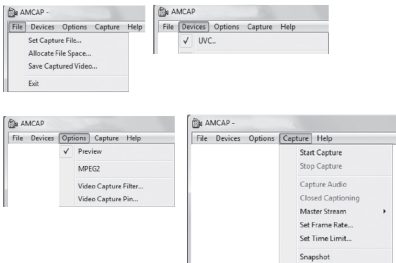 AMCAP -
File Devices Options Capture Help
Set Capture File...
Allocate File Space...
Save Captured Video...
Exit
AMCAP
File Devices Options Capture Help
✓ UVC..
AMCAP
File Devices Options Capture Help
✓ Preview
MPEG2
Video Capture Filter...
Video Capture Pin...
AMCAP -
File Devices Options Capture Help
Start Capture
Stop Capture
Capture Audio
Closed Captioning
Master Stream
Set Frame Rate...
Set Time Limit...
Snapshot